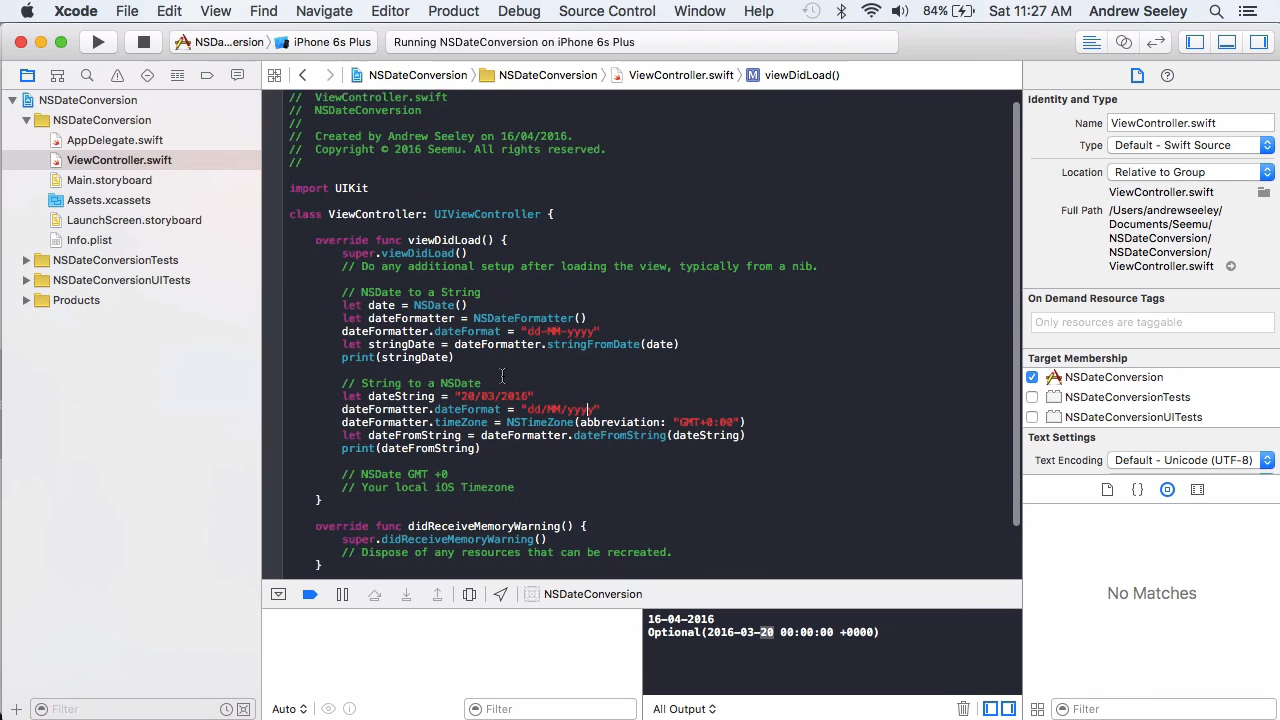 Xcode File Edit View Find Navigate Editor Product Debug Source Control Window Help 84% Sat 11:27 AM Andrew Seeley
NSDa...ersion iPhone 6s Plus Running NSDateConversion on iPhone 6s Plus
NSDateConversion NSDateConversion ViewController.swift M viewDidLoad()
NSDateConversion
NSDateConversion
AppDelegate.swift
ViewController.swift
Main.storyboard
Assets.xcassets
LaunchScreen.storyboard
Info.plist
NSDateConversionTests
NSDateConversionUITests
Products
Filter
// ViewController.swift
// NSDateConversion
//
// Created by Andrew Seeley on 16/04/2016.
// Copyright © 2016 Seemu. All rights reserved.
//
import UIKit
class ViewController: UIViewController {
override func viewDidLoad() {
super.viewDidLoad()
// Do any additional setup after loading the view, typically from a nib.
// NSDate to a String
let date = NSDate()
let dateFormatter = NSDateFormatter()
dateFormatter.dateFormat = "dd-MM-yyyy"
let stringDate = dateFormatter.stringFromDate(date)
print(stringDate)
// String to a NSDate
let dateString = "20/03/2016"
dateFormatter.dateFormat = "dd/MM/yyyy"
dateFormatter.timeZone = NSTimeZone(abbreviation: "GMT+0:00")
let dateFromString = dateFormatter.dateFromString(dateString)
print(dateFromString)
// NSDate GMT +0
// Your local iOS Timezone
}
override func didReceiveMemoryWarning() {
super.didReceiveMemoryWarning()
// Dispose of any resources that can be recreated.
}
NSDateConversion
16-04-2016
Optional(2016-03-20 00:00:00 +0000)
Auto Filter All Output
Identity and Type
Name ViewController.swift
Type Default - Swift Source
Location Relative to Group
ViewController.swift
Full Path /Users/andrewseeley/
Documents/Seemu/
NSDateConversion/
NSDateConversion/
ViewController.swift
On Demand Resource Tags
Only resources are taggable
Target Membership
NSDateConversion
NSDateConversionTests
NSDateConversionUITests
Text Settings
Text Encoding Default - Unicode (UTF-8)
No Matches
Filter